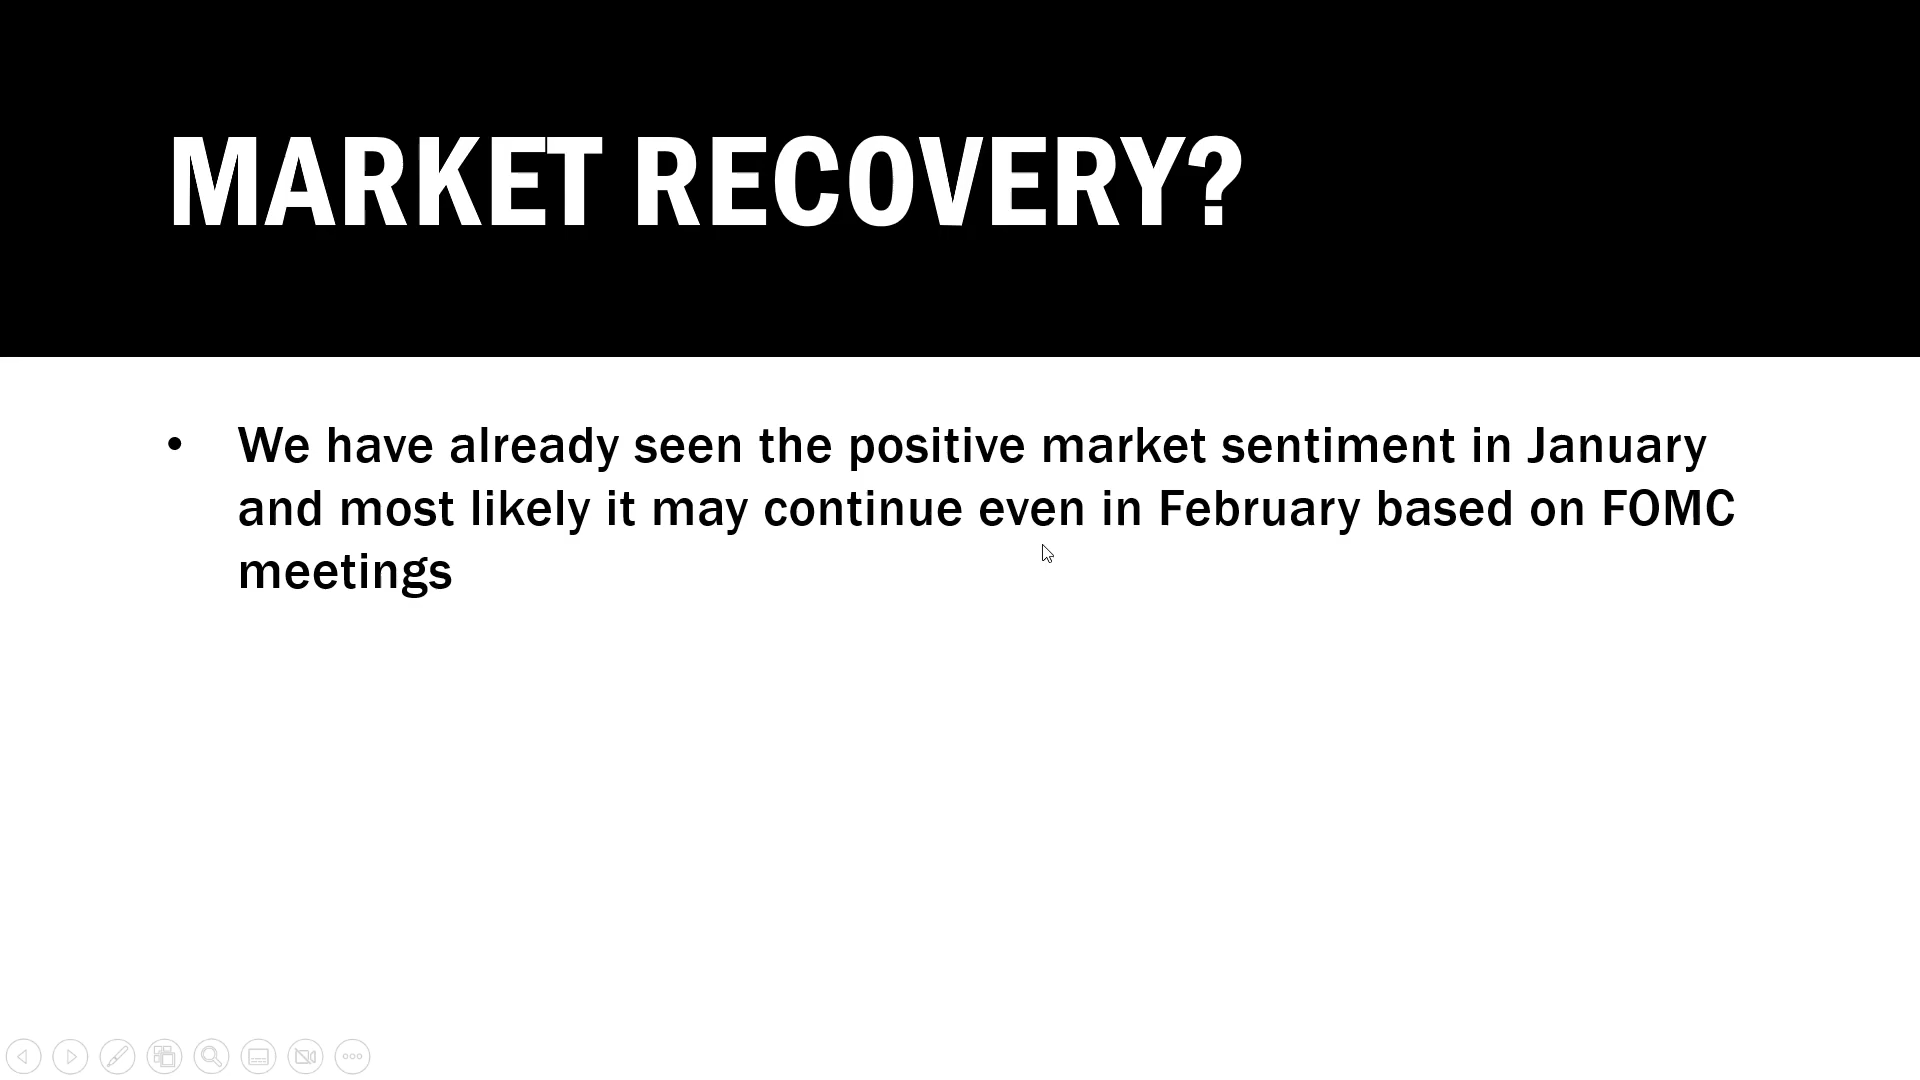 MARKET RECOVERY?
• We have already seen the positive market sentiment in January
and most likely it may continue even in February based on FOMC
meetings